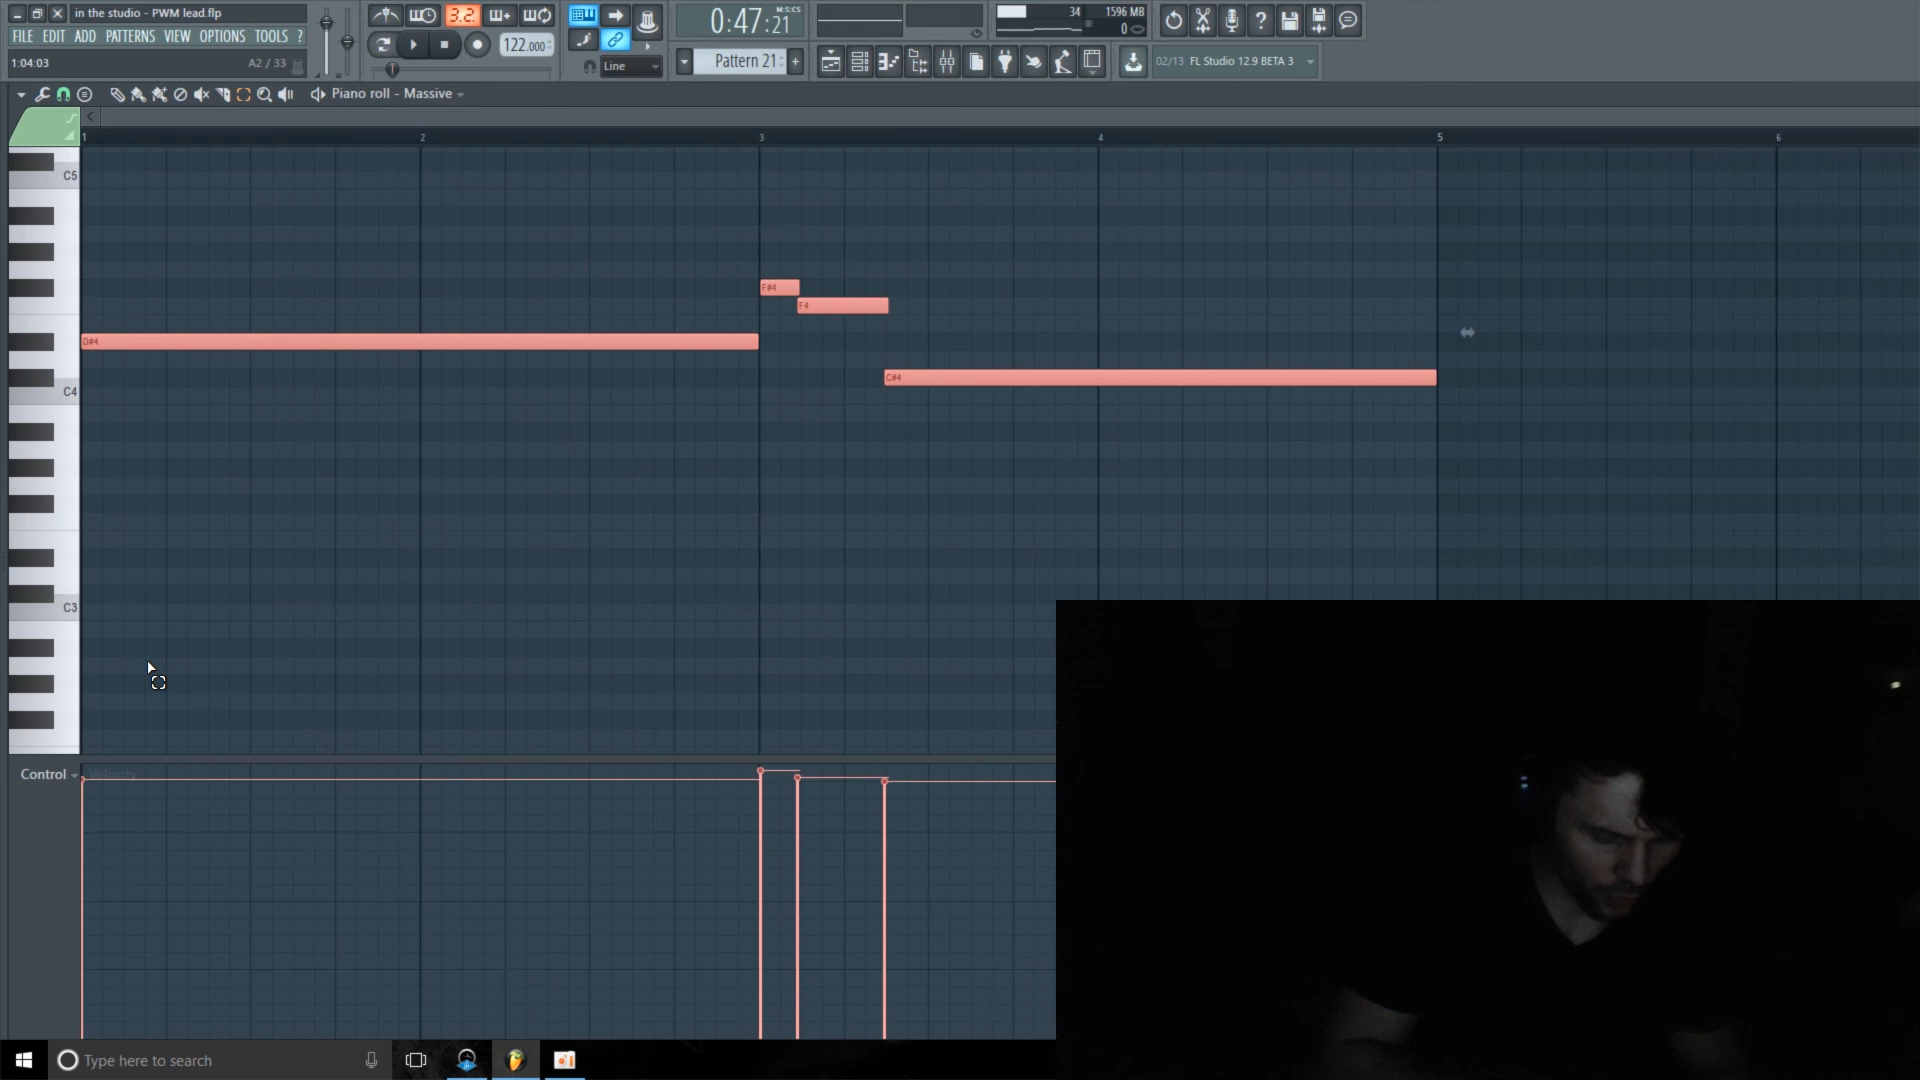 in the studio - PWM lead.flp
FILE EDIT ADD PATTERNS VIEW OPTIONS TOOLS ?
1:04:03 A2 / 33
3.2.
122.000
Line
0:47:21
M:S:CS
Pattern 21
+
34 1596 MB
0
02/13 FL Studio 12.9 BETA 3
Piano roll - Massive
1 2 3 4 5 6
C5
F#4
F4
D#4
C#4
C4
C3
Control
Velocity
Type here to search